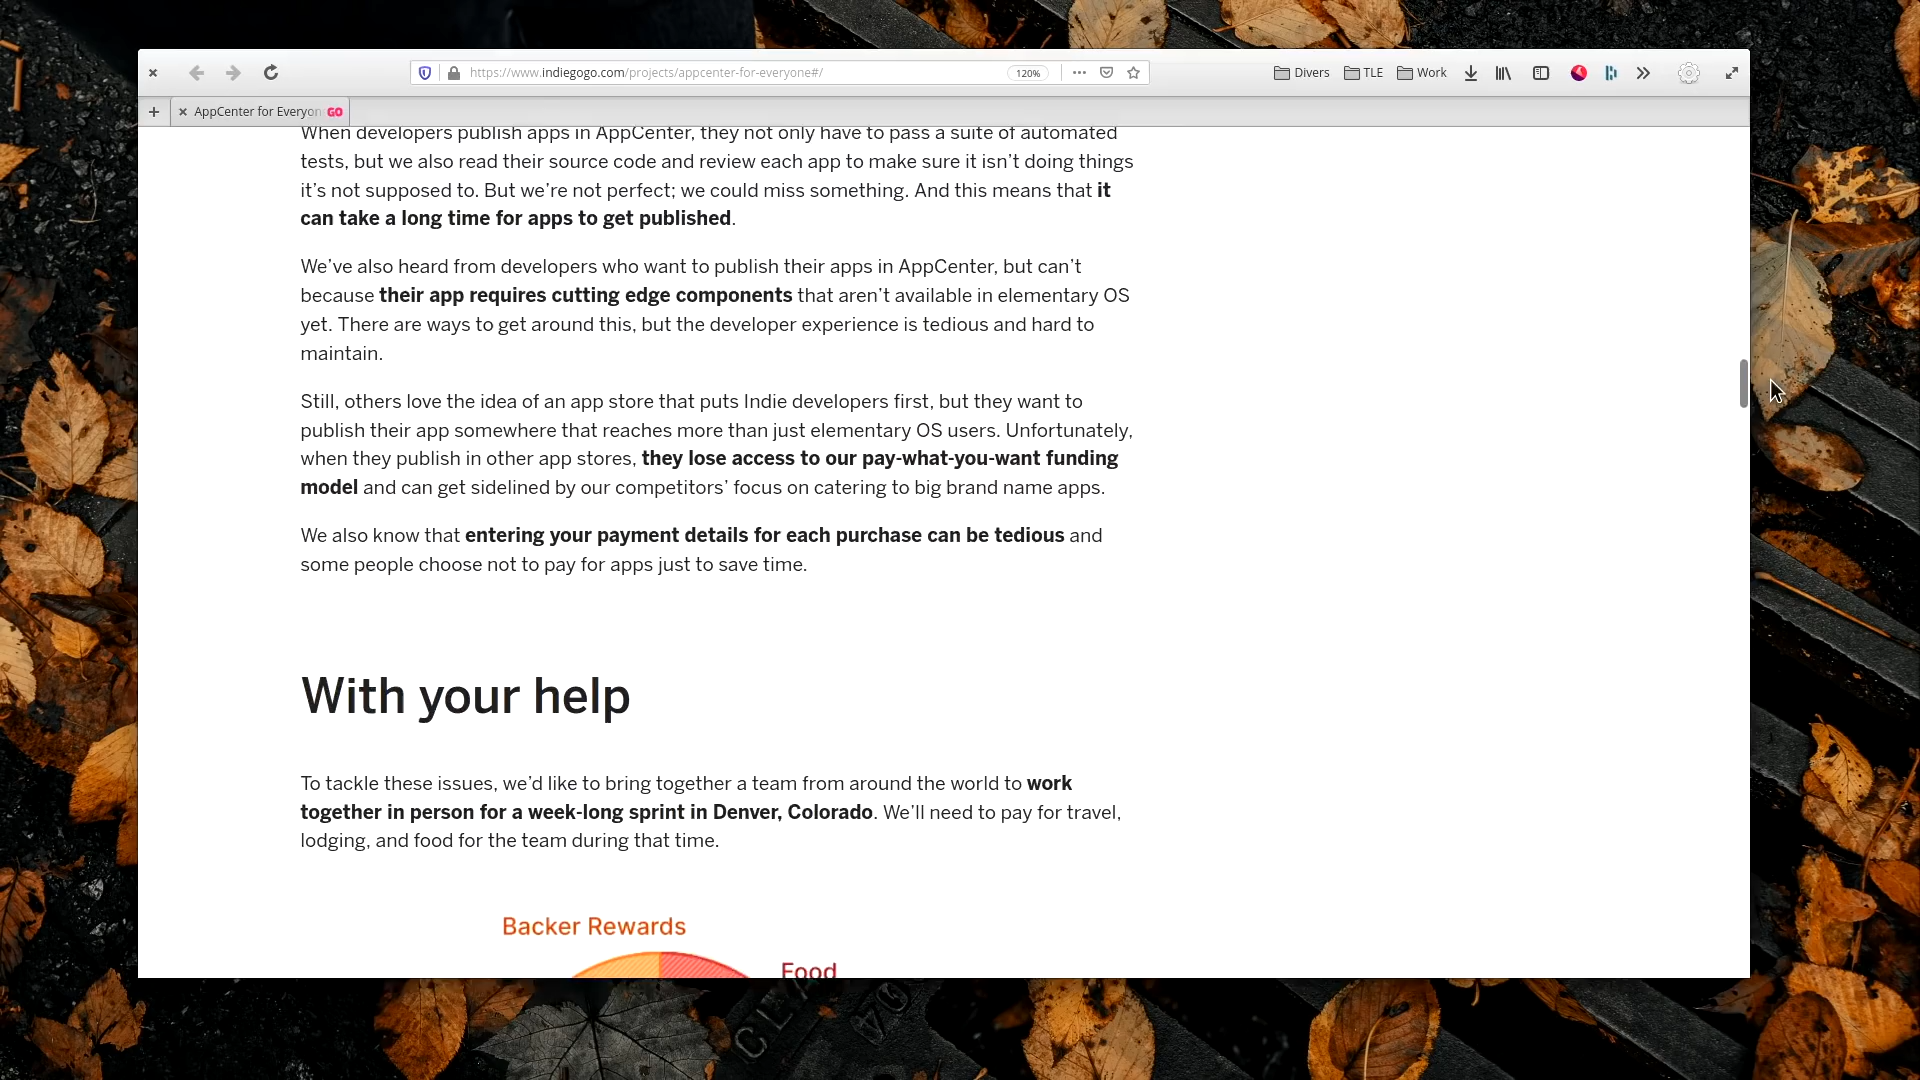 https://www.indiegogo.com/projects/appcenter-for-everyone#/
120%
Divers
TLE
Work
AppCenter for Everyon
GO
When developers publish apps in AppCenter, they not only have to pass a suite of automated
tests, but we also read their source code and review each app to make sure it isn’t doing things
it’s not supposed to. But we’re not perfect; we could miss something. And this means that it
can take a long time for apps to get published.
We’ve also heard from developers who want to publish their apps in AppCenter, but can’t
because their app requires cutting edge components that aren’t available in elementary OS
yet. There are ways to get around this, but the developer experience is tedious and hard to
maintain.
Still, others love the idea of an app store that puts Indie developers first, but they want to
publish their app somewhere that reaches more than just elementary OS users. Unfortunately,
when they publish in other app stores, they lose access to our pay-what-you-want funding
model and can get sidelined by our competitors’ focus on catering to big brand name apps.
We also know that entering your payment details for each purchase can be tedious and
some people choose not to pay for apps just to save time.
With your help
To tackle these issues, we’d like to bring together a team from around the world to work
together in person for a week-long sprint in Denver, Colorado. We’ll need to pay for travel,
lodging, and food for the team during that time.
Backer Rewards
Food